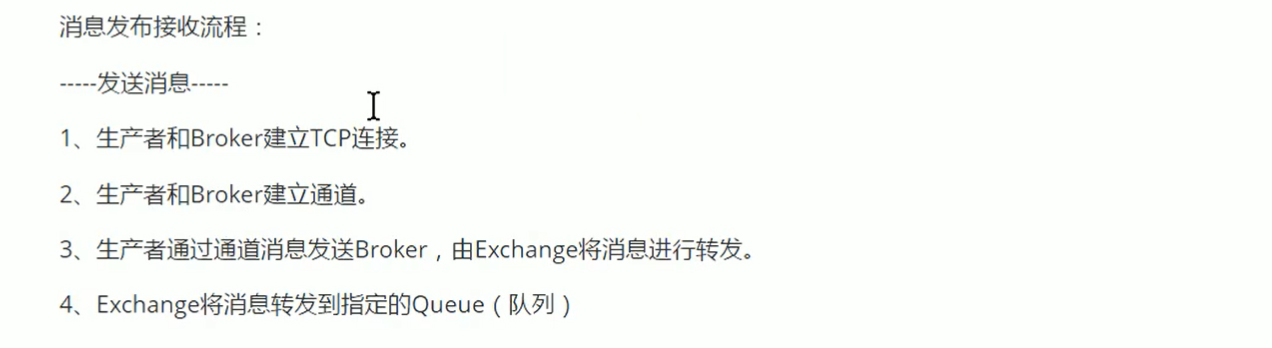 消息发布接收流程：
-----发送消息-----
1、生产者和Broker建立TCP连接。
2、生产者和Broker建立通道。
3、生产者通过通道消息发送Broker，由Exchange将消息进行转发。
4、Exchange将消息转发到指定的Queue（队列）